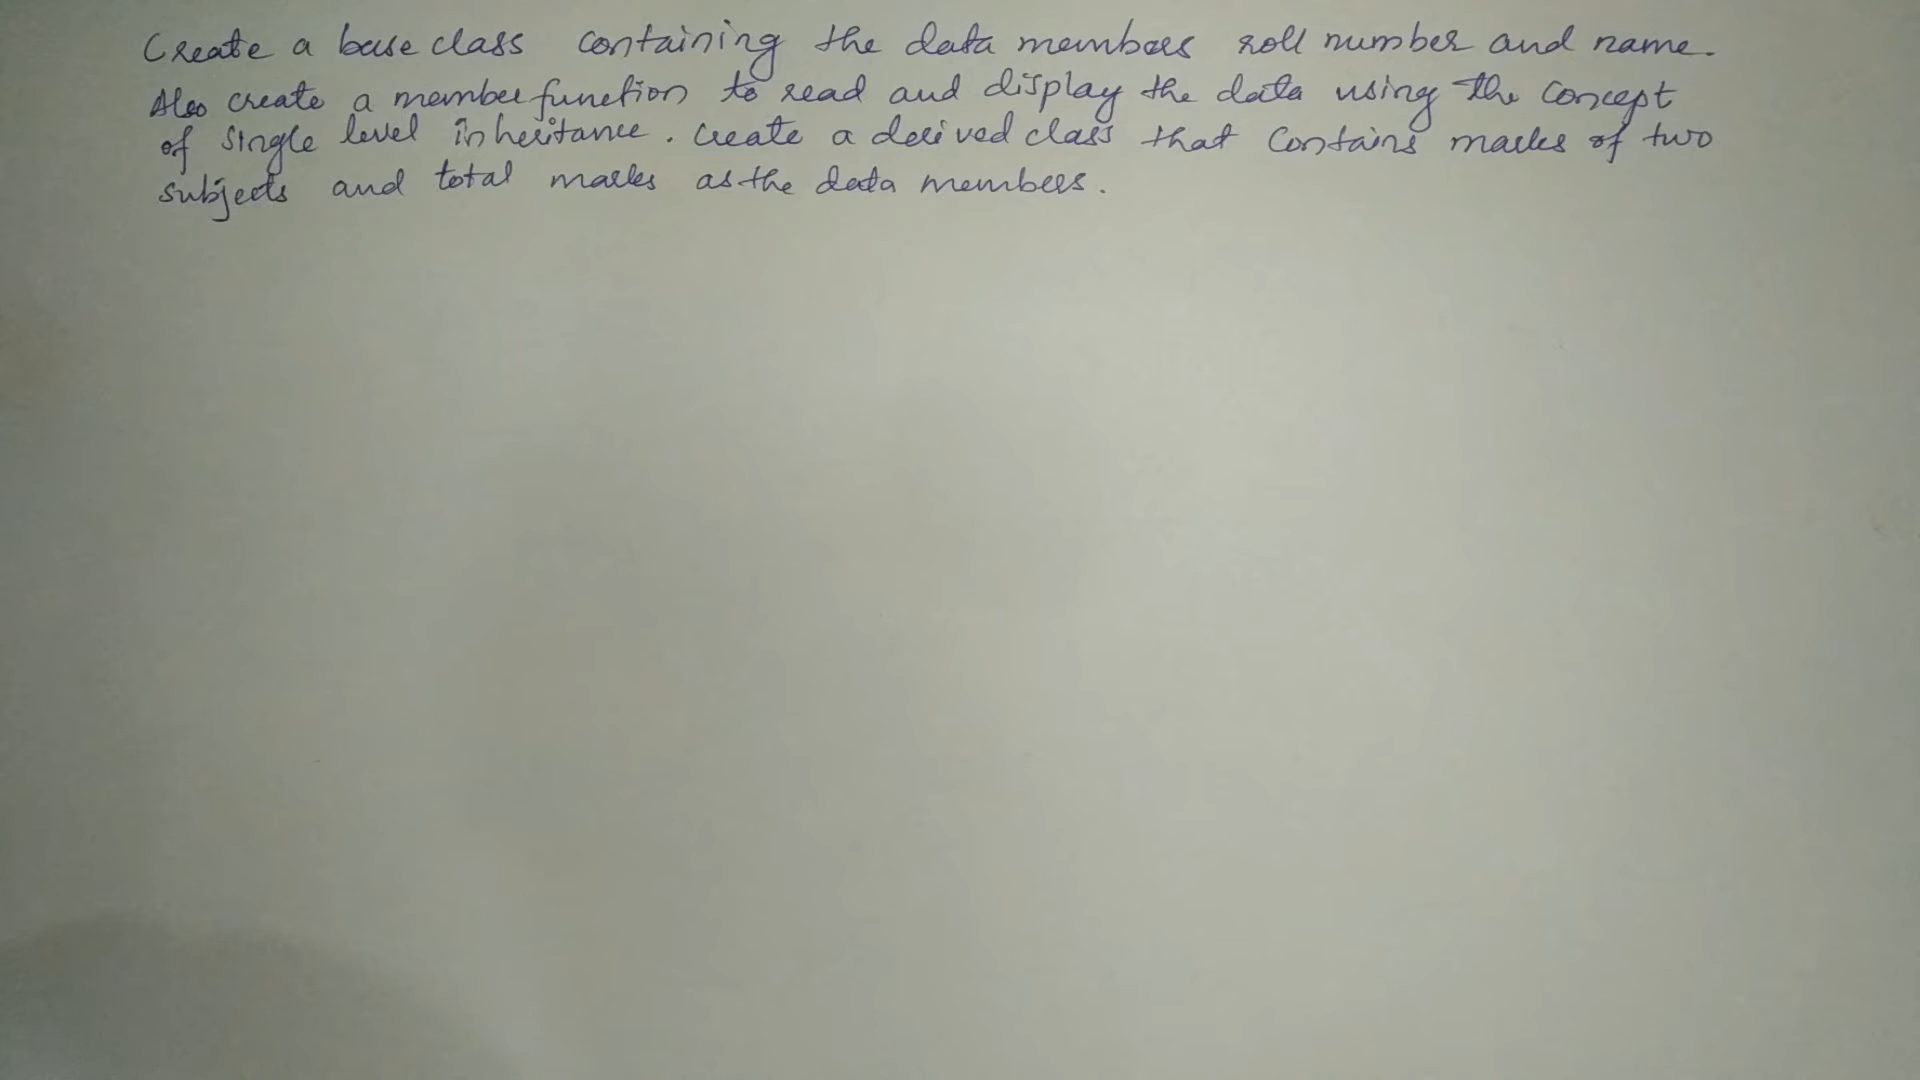 Create a base class containing the data members roll number and name.
Also create a member function to read and display the data using the concept
of single level inheritance. Create a derived class that contains marks of two
subjects and total marks as the data members.